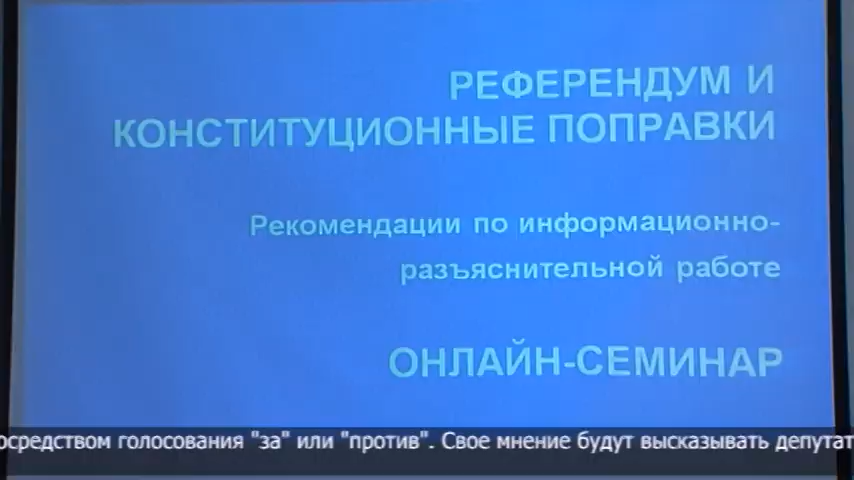 РЕФЕРЕНДУМ И
КОНСТИТУЦИОННЫЕ ПОПРАВКИ
Рекомендации по информационно-
разъяснительной работе
ОНЛАЙН-СЕМИНАР
осредством голосования "за" или "против". Свое мнение будут высказывать депутат